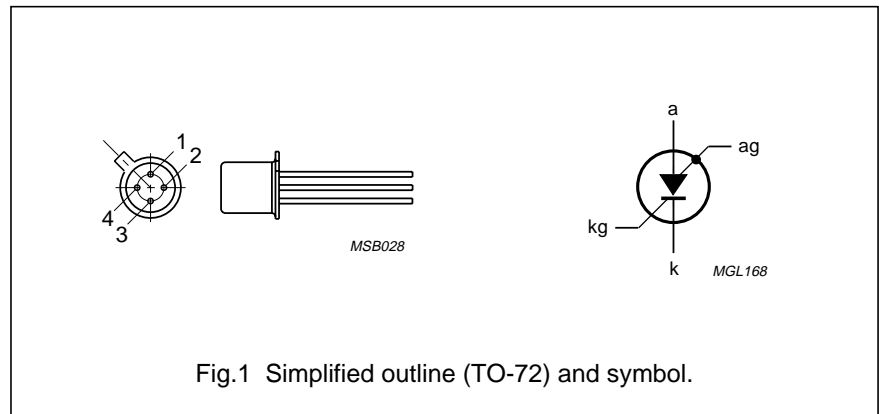 1
2
4
3
MSB028
a
ag
kg
k
MGL168
Fig.1 Simplified outline (TO-72) and symbol.